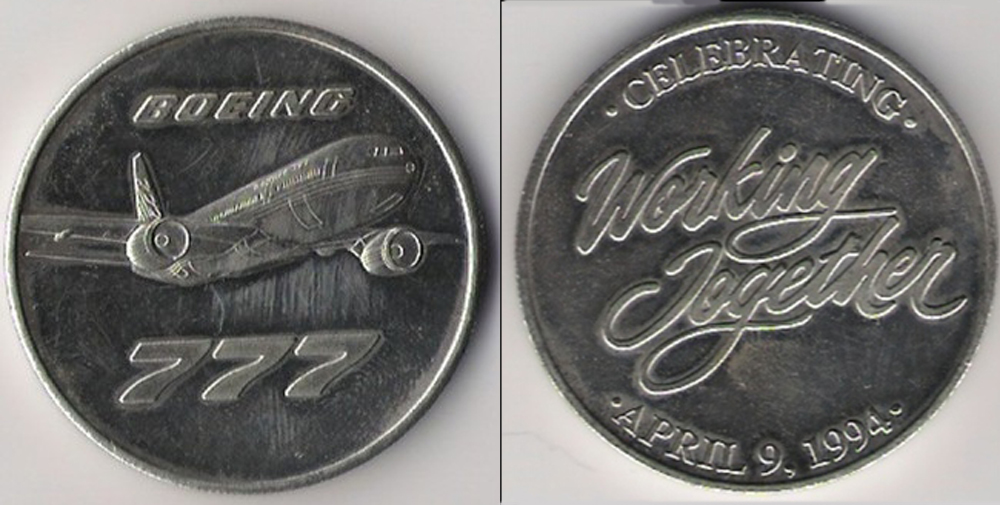 BOEING
777
· CELEBRATING ·
Working
Together
· APRIL 9, 1994 ·